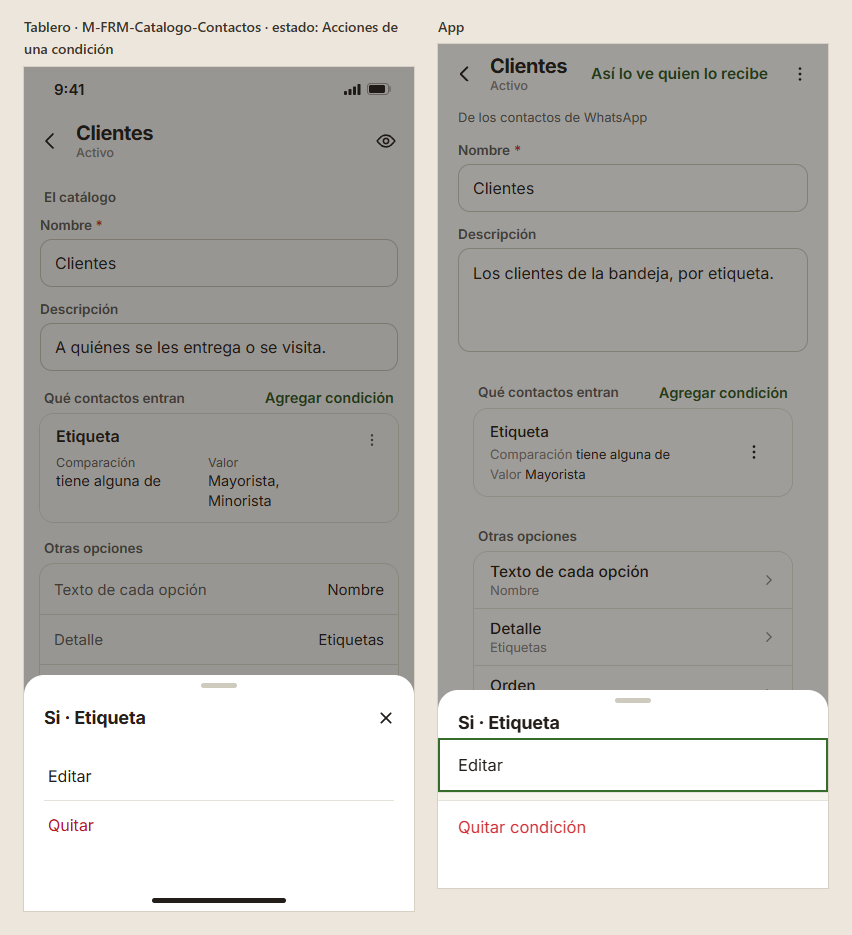 Tablero · M-FRM-Catalogo-Contactos · estado: Acciones de
una condición
9:41
Clientes
Activo
El catálogo
Nombre *
Clientes
Descripción
A quiénes se les entrega o se visita.
Qué contactos entran
Agregar condición
Etiqueta
Comparación
Valor
tiene alguna de
Mayorista,
Minorista
Otras opciones
Texto de cada opción
Nombre
Detalle
Etiquetas
Si · Etiqueta
Editar
Quitar
App
Clientes
Activo
Así lo ve quien lo recibe
De los contactos de WhatsApp
Nombre *
Clientes
Descripción
Los clientes de la bandeja, por etiqueta.
Qué contactos entran
Agregar condición
Etiqueta
Comparación tiene alguna de
Valor Mayorista
Otras opciones
Texto de cada opción
Nombre
Detalle
Etiquetas
Orden
Si · Etiqueta
Editar
Quitar condición